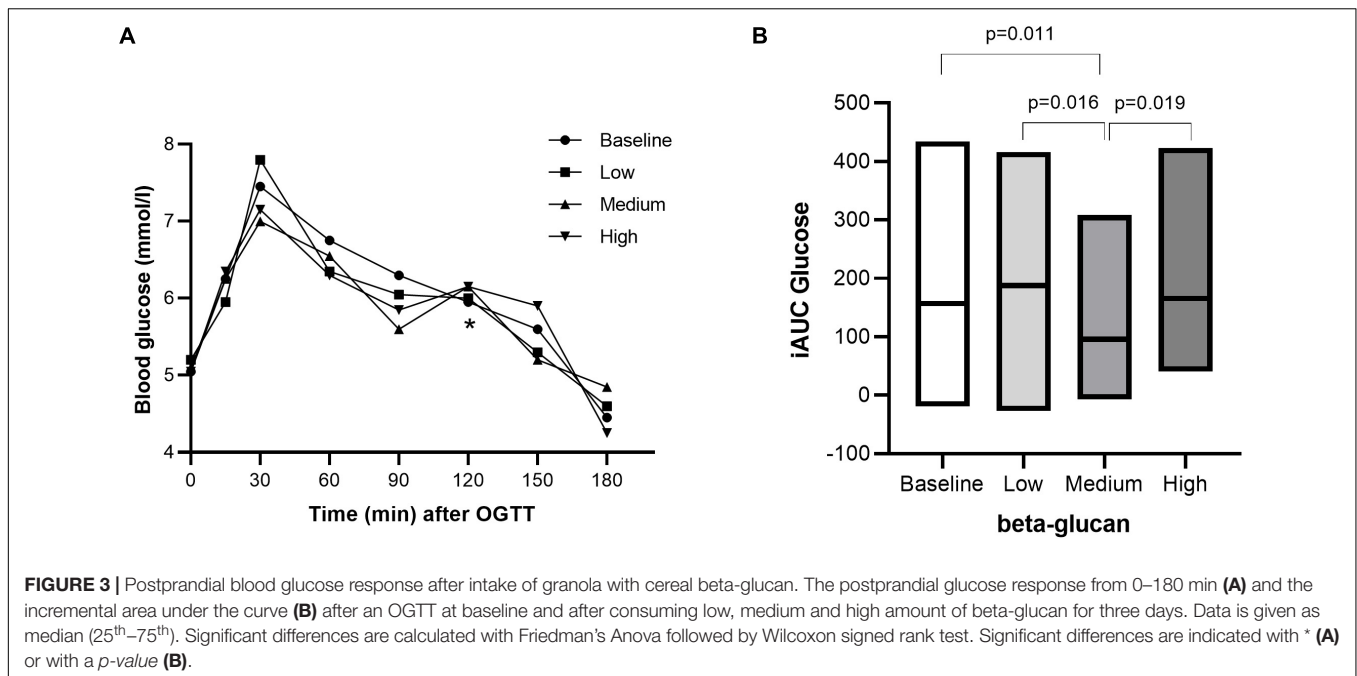 A
B
p=0.011
p=0.016
p=0.019
Baseline
Low
Medium
High
Blood glucose (mmol/l)
8
7
6
5
4
*
0
30
60
90
120
150
180
Time (min) after OGTT
iAUC Glucose
500
400
300
200
100
0
-100
Baseline
Low
Medium
High
beta-glucan
FIGURE 3 | Postprandial blood glucose response after intake of granola with cereal beta-glucan. The postprandial glucose response from 0–180 min (A) and the
incremental area under the curve (B) after an OGTT at baseline and after consuming low, medium and high amount of beta-glucan for three days. Data is given as
median (25th–75th). Significant differences are calculated with Friedman's Anova followed by Wilcoxon signed rank test. Significant differences are indicated with * (A)
or with a p-value (B).